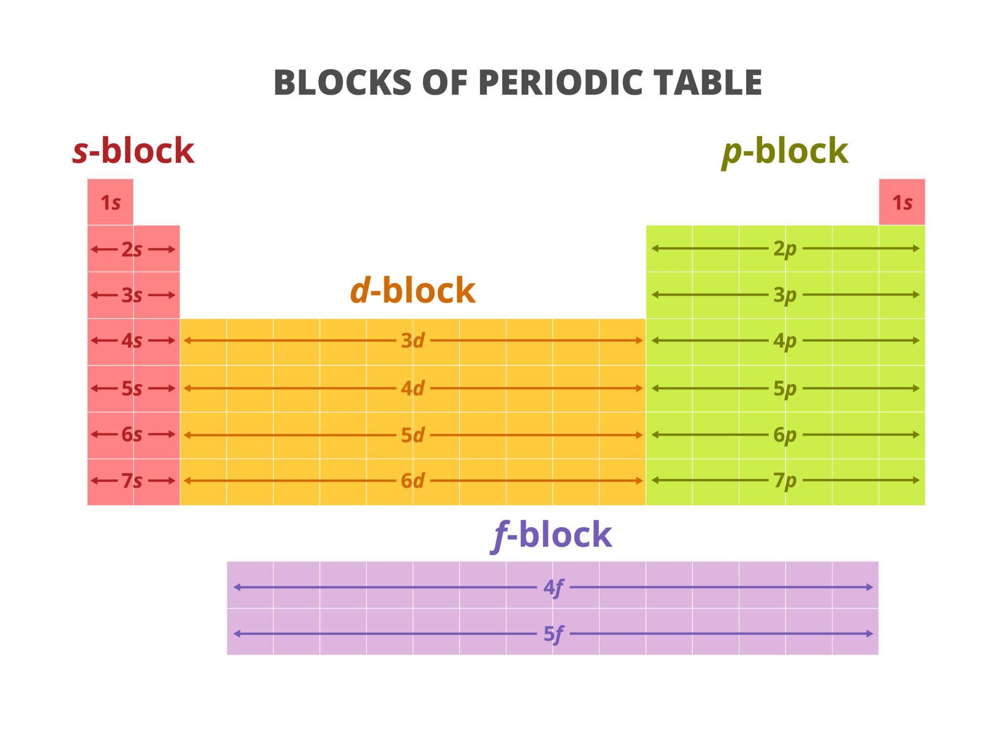 BLOCKS OF PERIODIC TABLE
s-block
p-block
1s
1s
2s
2p
3s
d-block
3p
4s
3d
4p
5s
4d
5p
6s
5d
6p
7s
6d
7p
f-block
4f
5f